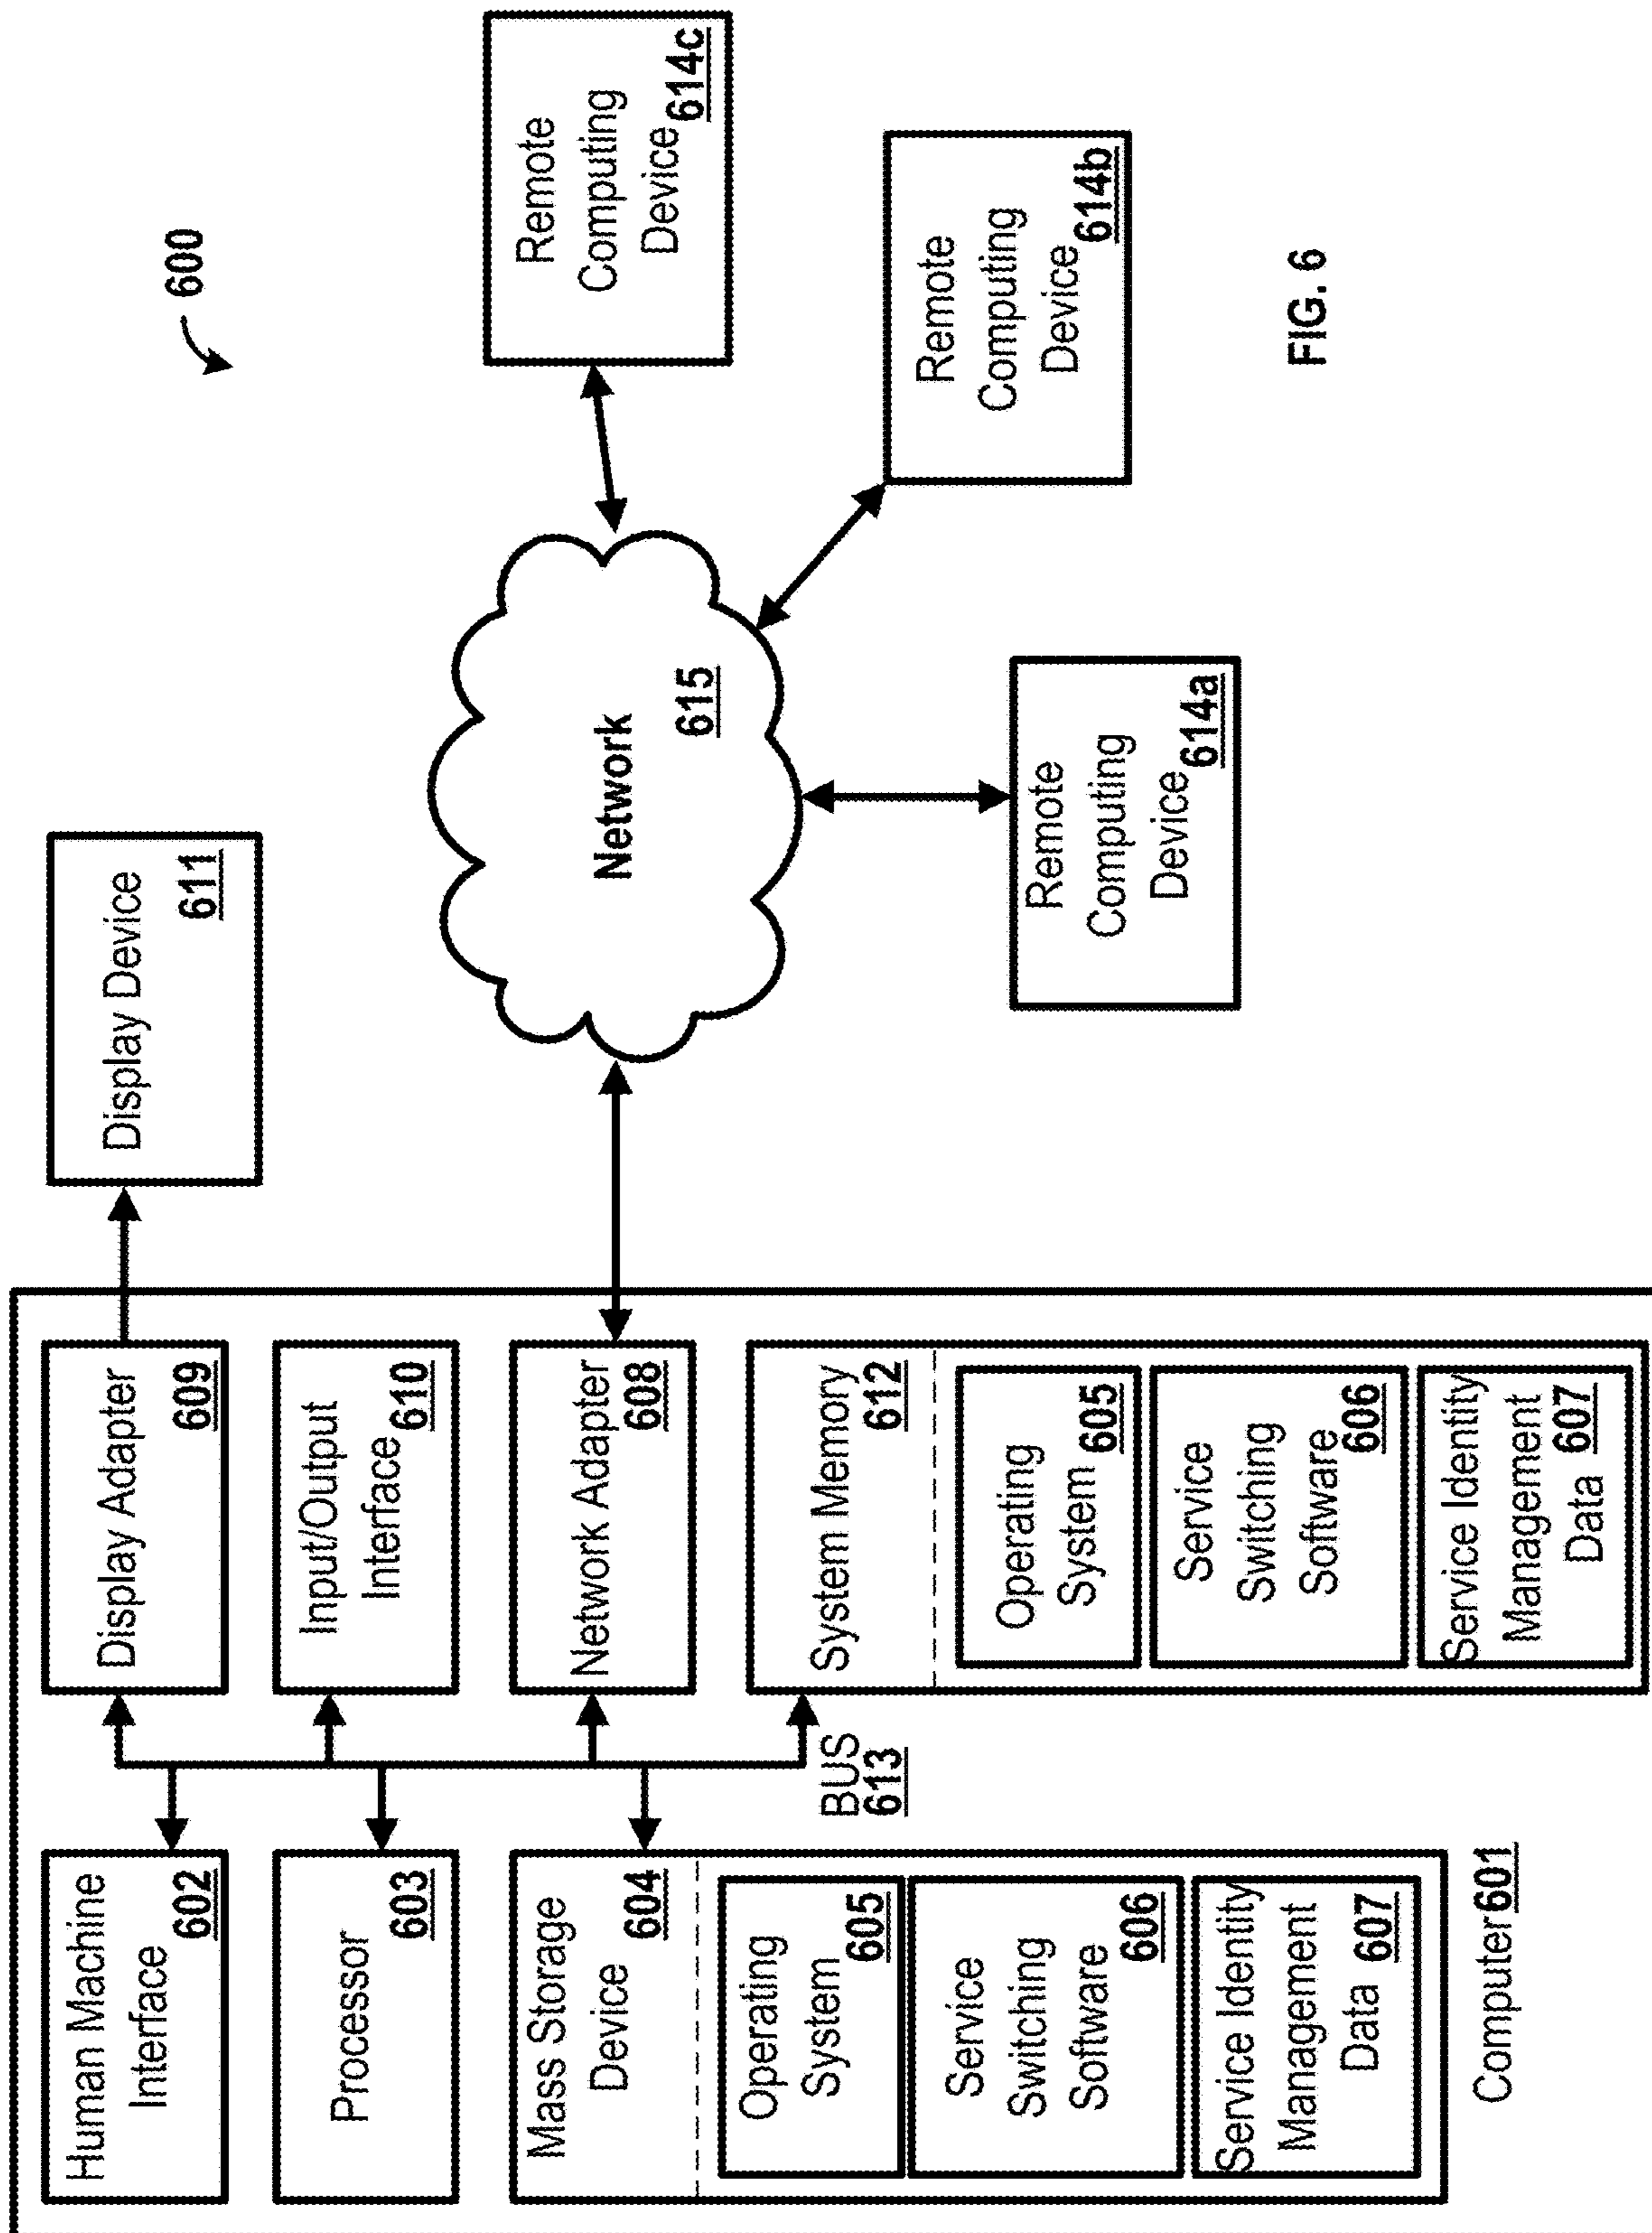 600
Human Machine
Interface
602
Processor
603
Mass Storage
Device
604
Operating
System
605
Service
Switching
Software
606
Service Identity
Management
Data
607
Computer
601
BUS
613
Display Adapter
609
Input/Output
Interface
610
Network Adapter
608
System Memory
612
Operating
System
605
Service
Switching
Software
606
Service Identity
Management
Data
607
Display Device
611
Network
615
Remote
Computing
Device
614a
Remote
Computing
Device
614b
Remote
Computing
Device
614c
FIG. 6